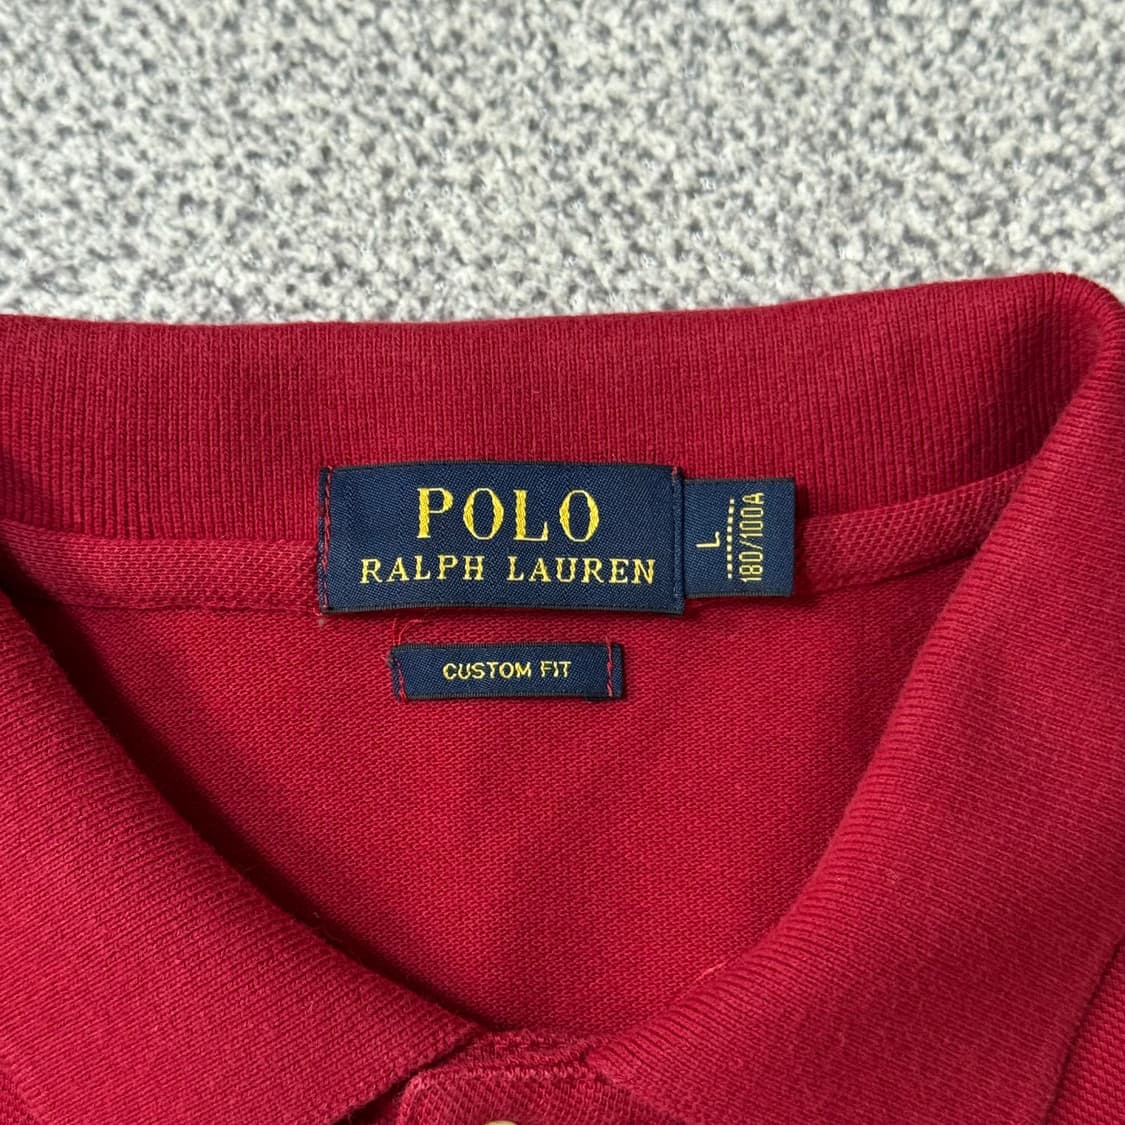 POLO
RALPH LAUREN
L
180/100A
CUSTOM FIT